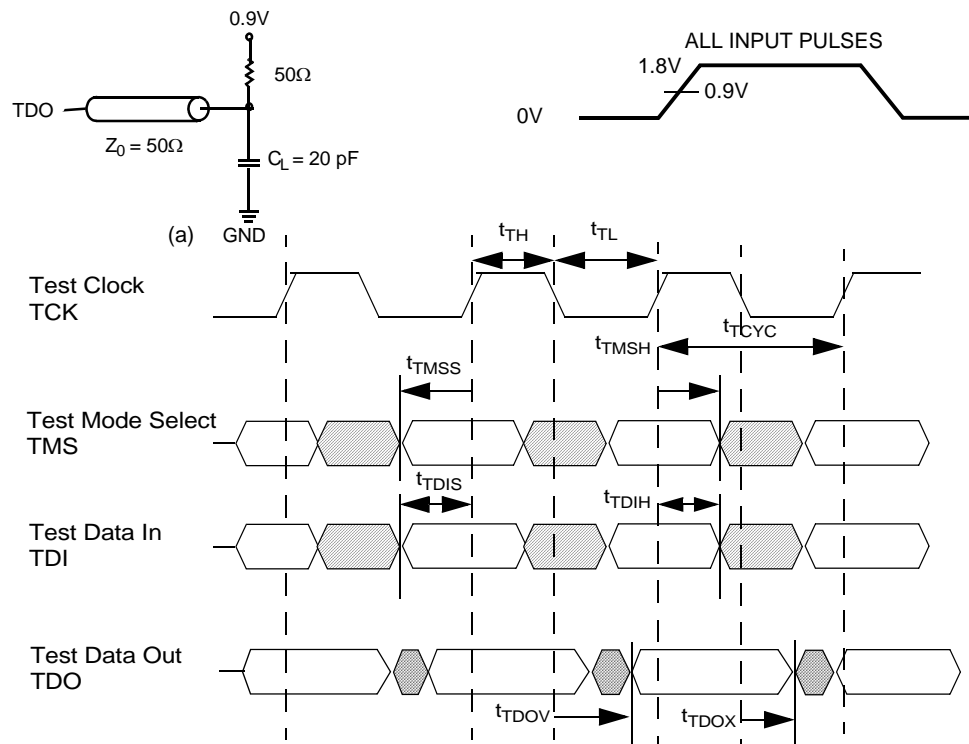 0.9V
50Ω
TDO
Z0 = 50Ω
CL = 20 pF
(a)
GND
ALL INPUT PULSES
1.8V
0.9V
0V
tTH
tTL
Test Clock
TCK
tTCYC
tTMSH
tTMSS
Test Mode Select
TMS
tTDIS
tTDIH
Test Data In
TDI
Test Data Out
TDO
tTDOV
tTDOX